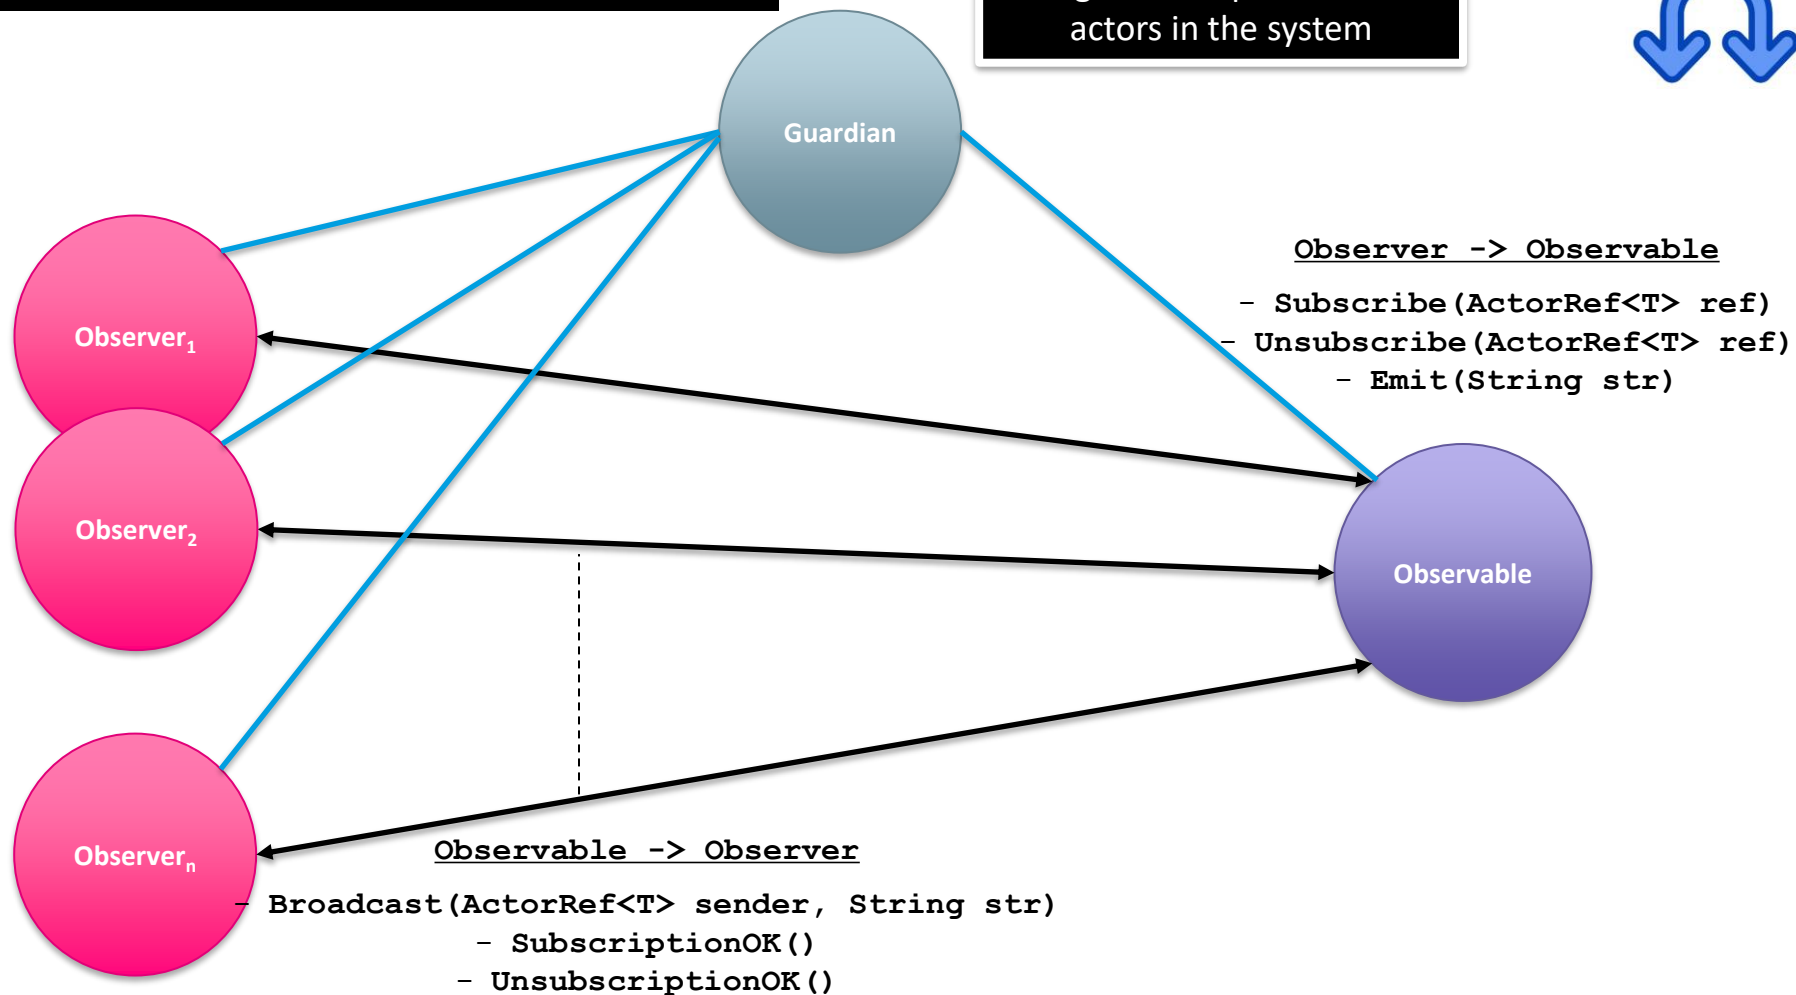 actors in the system
Guardian
Observer -> Observable
- Subscribe(ActorRef<T> ref)
- Unsubscribe(ActorRef<T> ref)
- Emit(String str)
Observer1
Observer2
Observable
Observern
Observable -> Observer
- Broadcast(ActorRef<T> sender, String str)
- SubscriptionOK()
- UnsubscriptionOK()